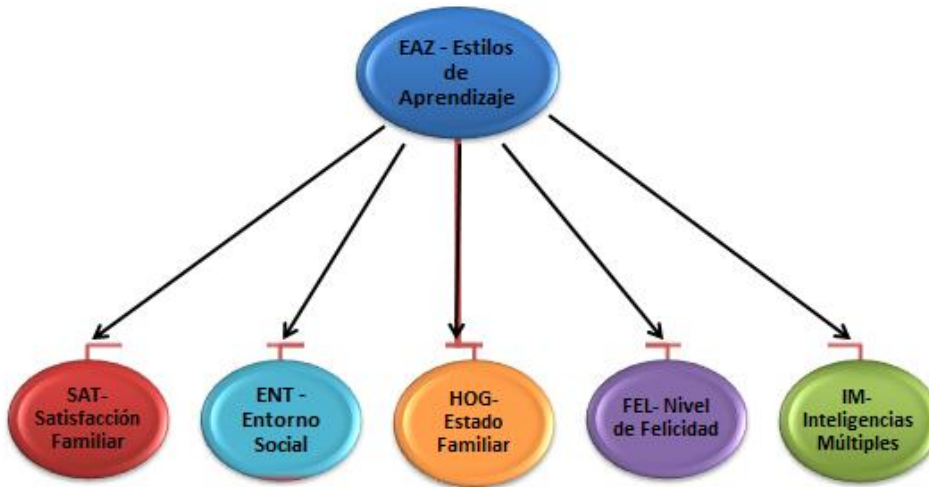 EAZ - Estilos
de
Aprendizaje
SAT-
Satisfacción
Familiar
ENT -
Entorno
Social
HOG-
Estado
Familiar
FEL- Nivel
de Felicidad
IM-
Inteligencias
Múltiples